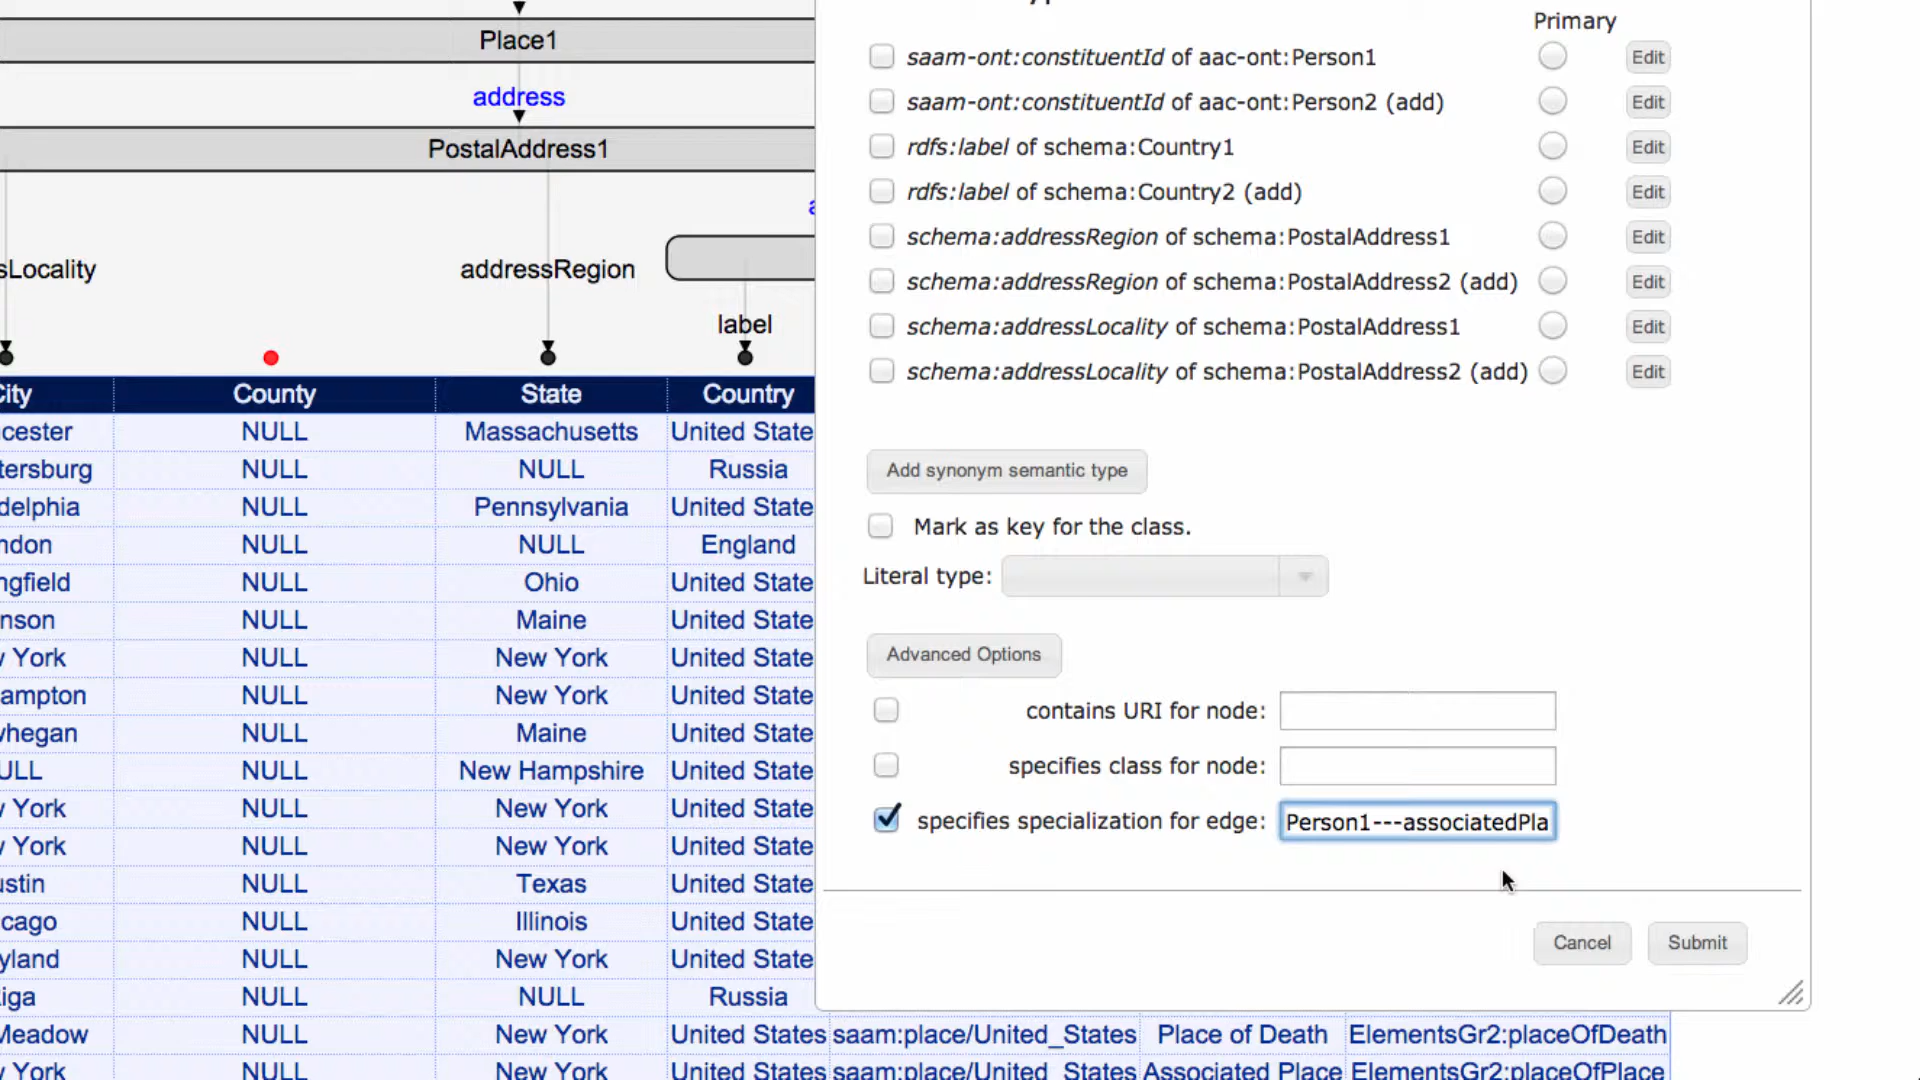 Place1
address
PostalAddress1
sLocality
addressRegion
label
City County State Country
cester NULL Massachusetts United State
tersburg NULL NULL Russia
delphia NULL Pennsylvania United State
ndon NULL NULL England
ngfield NULL Ohio United State
nson NULL Maine United State
York NULL New York United State
ampton NULL New York United State
whegan NULL Maine United State
ULL NULL New Hampshire United State
York NULL New York United State
York NULL New York United State
ustin NULL Texas United State
cago NULL Illinois United State
yland NULL New York United State
iga NULL NULL Russia
Meadow NULL New York United States saam:place/United_States Place of Death ElementsGr2:placeOfDeath
York NULL New York United States saam:place/United_States Associated Place ElementsGr2:placeOfPlace
Primary
saam-ont:constituentId of aac-ont:Person1 Edit
saam-ont:constituentId of aac-ont:Person2 (add) Edit
rdfs:label of schema:Country1 Edit
rdfs:label of schema:Country2 (add) Edit
schema:addressRegion of schema:PostalAddress1 Edit
schema:addressRegion of schema:PostalAddress2 (add) Edit
schema:addressLocality of schema:PostalAddress1 Edit
schema:addressLocality of schema:PostalAddress2 (add) Edit
Add synonym semantic type
Mark as key for the class.
Literal type:
Advanced Options
contains URI for node:
specifies class for node:
specifies specialization for edge: Person1---associatedPla
Cancel Submit